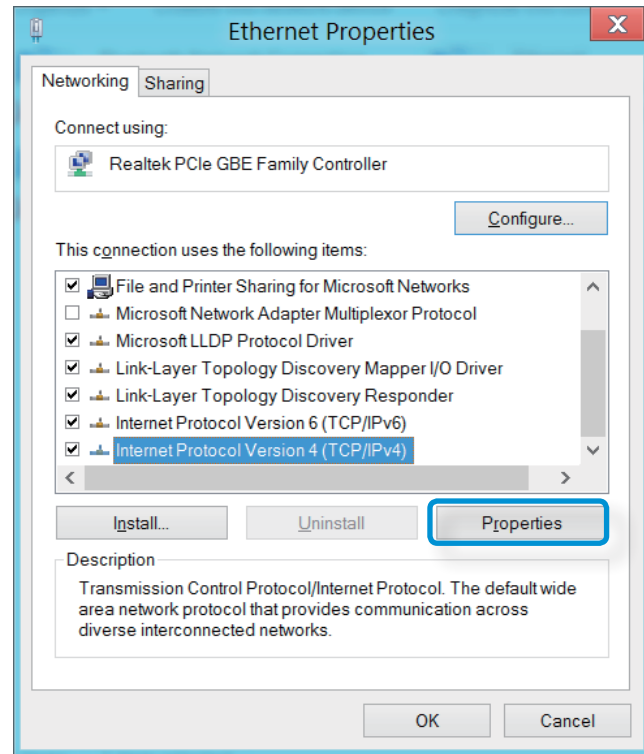 Ethernet Properties
X
Networking
Sharing
Connect using:
Realtek PCIe GBE Family Controller
Configure...
This connection uses the following items:
File and Printer Sharing for Microsoft Networks
Microsoft Network Adapter Multiplexor Protocol
Microsoft LLDP Protocol Driver
Link-Layer Topology Discovery Mapper I/O Driver
Link-Layer Topology Discovery Responder
Internet Protocol Version 6 (TCP/IPv6)
Internet Protocol Version 4 (TCP/IPv4)
Install...
Uninstall
Properties
Description
Transmission Control Protocol/Internet Protocol. The default wide
area network protocol that provides communication across
diverse interconnected networks.
OK
Cancel